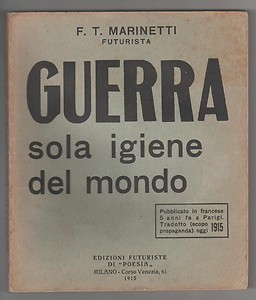 F. T. MARINETTI
FUTURISTA
GUERRA
sola igiene
del mondo
Pubblicato in francese
5 anni fa a Parigi.
Tradotto (scopo
propaganda) oggi 1915
EDIZIONI FUTURISTE
DI "POESIA"
MILANO - Corso Venezia, 61
1915